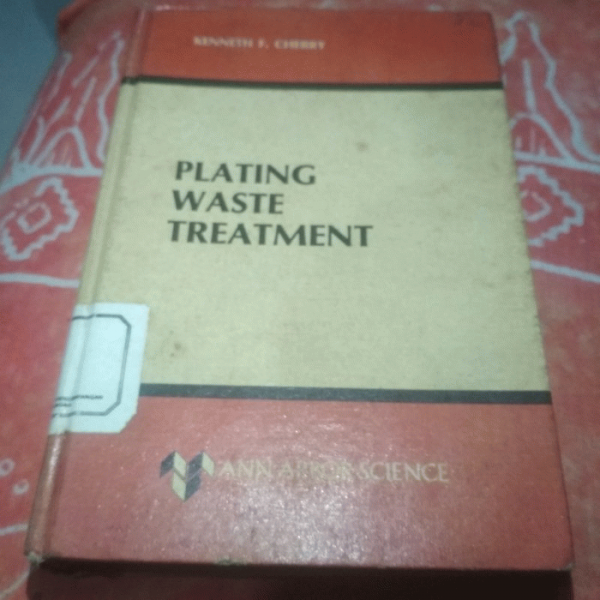 KENNETH F. CHERRY
PLATING
WASTE
TREATMENT
ANN ARBOR SCIENCE